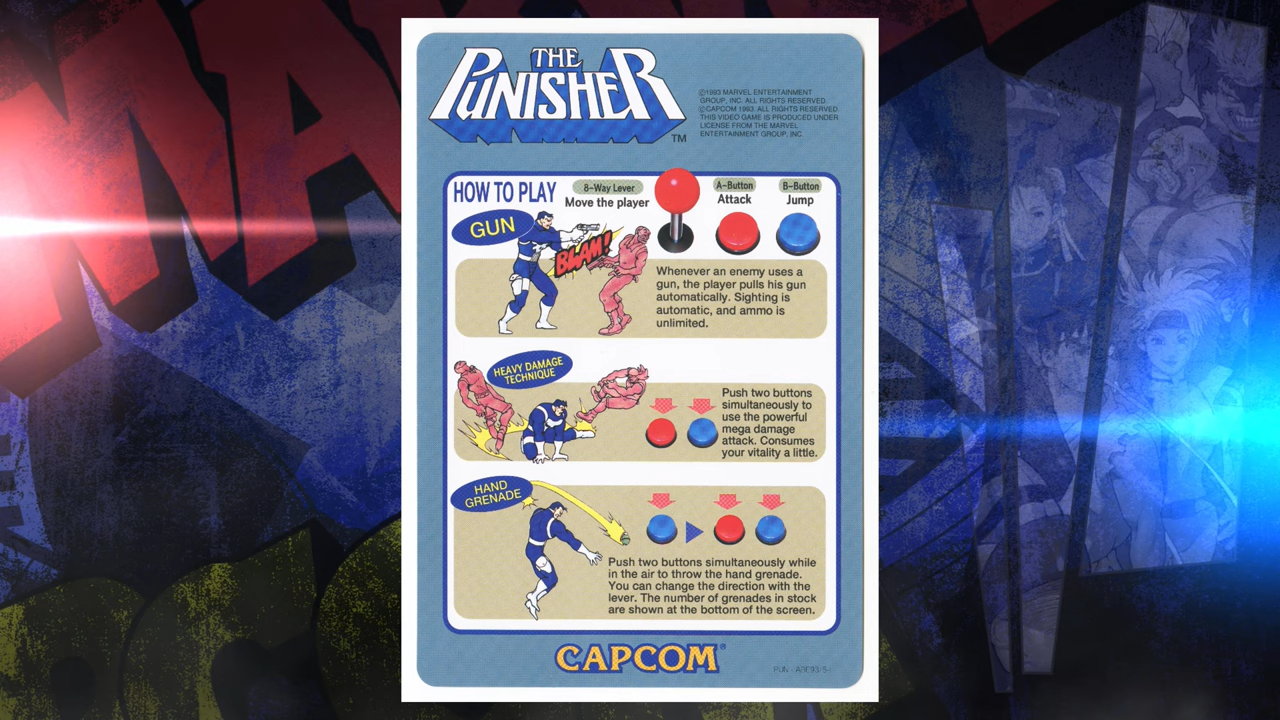 THE
PUNISHER
TM
©1993 MARVEL ENTERTAINMENT
GROUP, INC. ALL RIGHTS RESERVED.
©CAPCOM 1993. ALL RIGHTS RESERVED.
THIS VIDEO GAME IS PRODUCED UNDER
LICENSE FROM THE MARVEL
ENTERTAINMENT GROUP, INC.
HOW TO PLAY
8-Way Lever
Move the player
A-Button
Attack
B-Button
Jump
GUN
BLAM!
Whenever an enemy uses a
gun, the player pulls his gun
automatically. Sighting is
automatic, and ammo is
unlimited.
HEAVY DAMAGE
TECHNIQUE
Push two buttons
simultaneously to
use the powerful
mega damage
attack. Consumes
your vitality a little.
HAND
GRENADE
Push two buttons simultaneously while
in the air to throw the hand grenade.
You can change the direction with the
lever. The number of grenades in stock
are shown at the bottom of the screen.
CAPCOM®